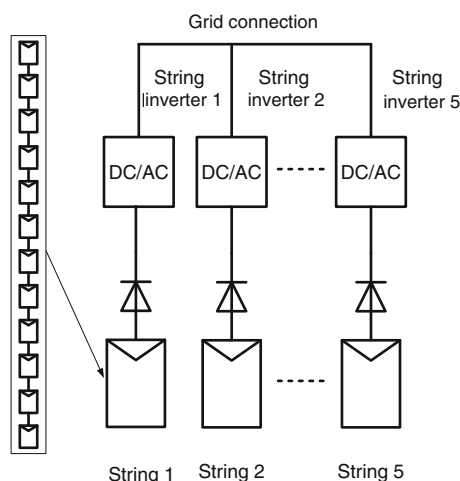 Grid connection
String
|inverter 1
String
inverter 2
String
inverter 5
DC/AC
DC/AC
DC/AC
String 1
String 2
String 5